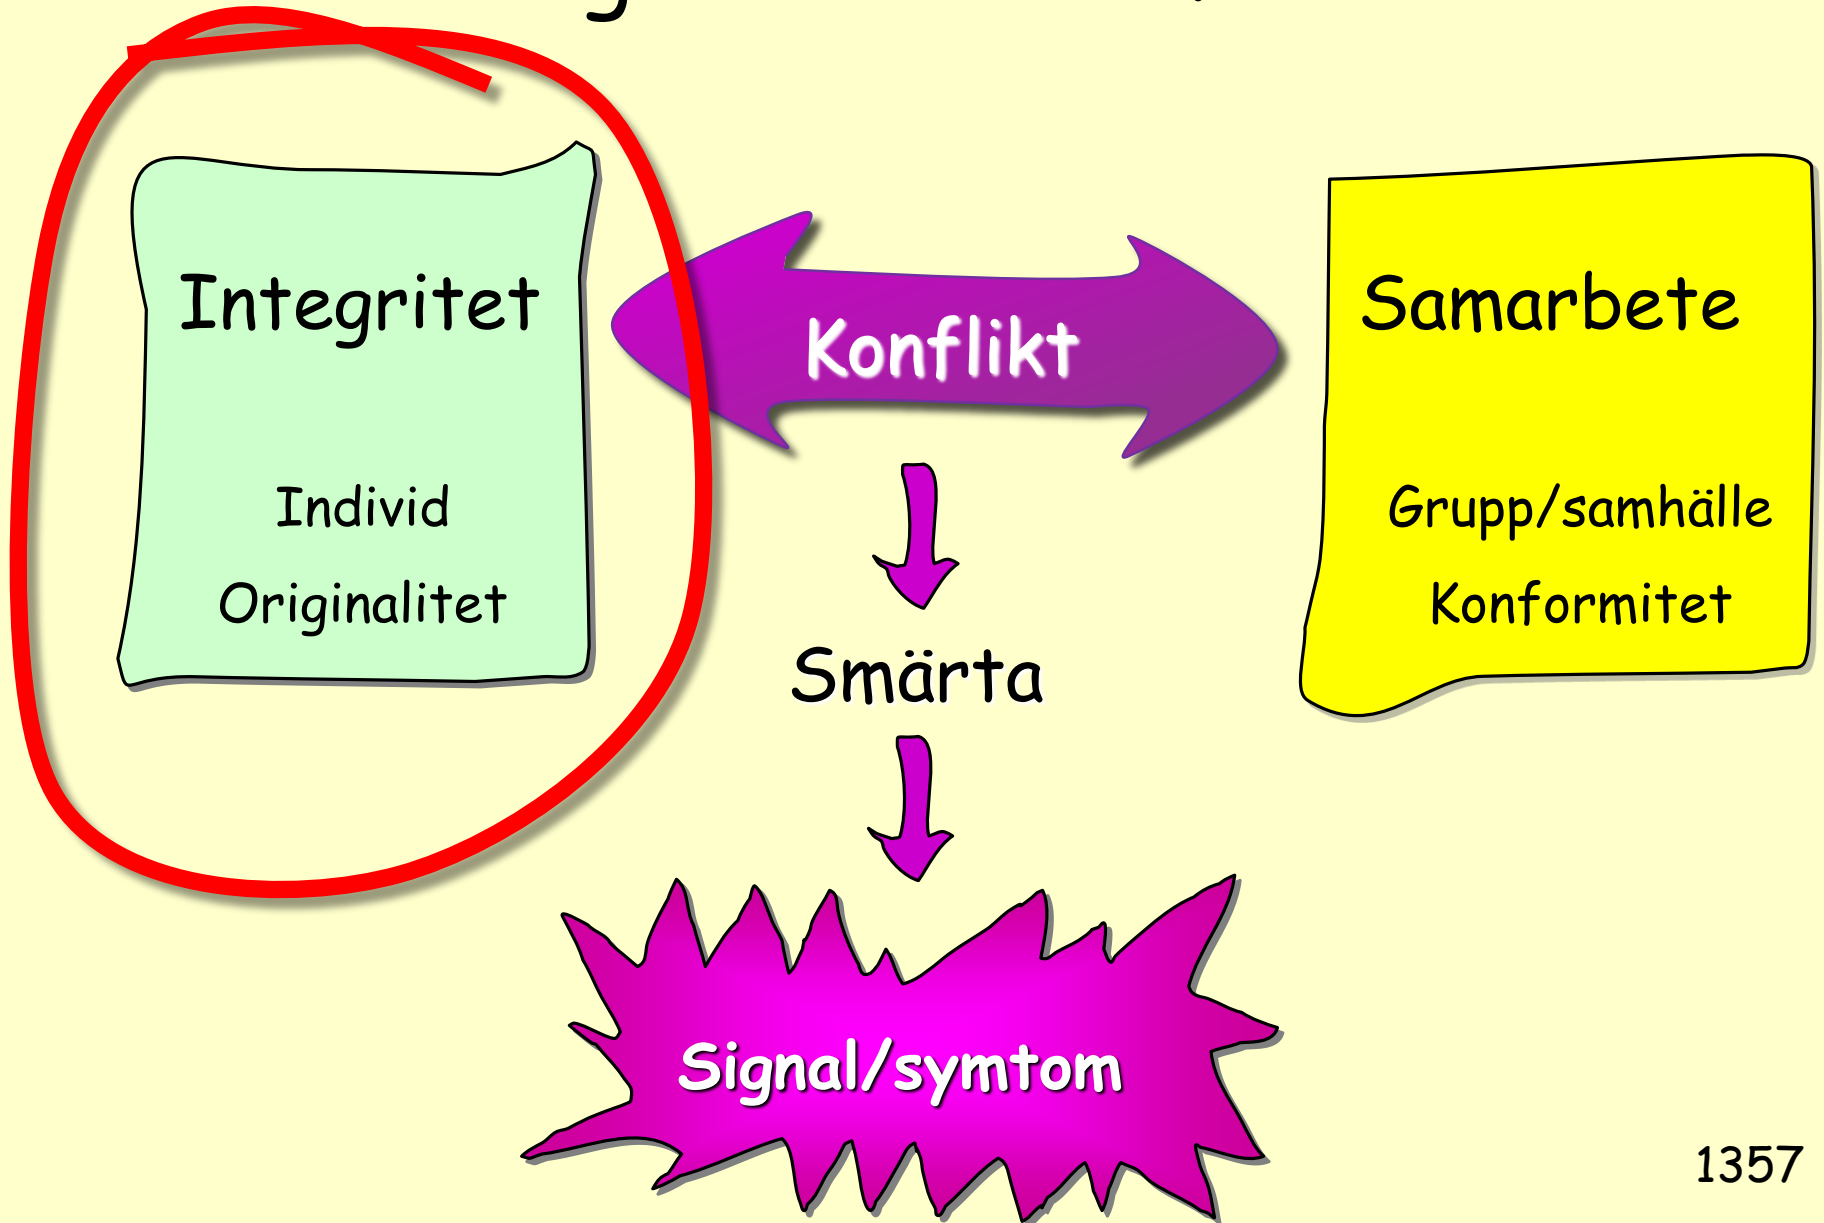 Integritet
Individ
Originalitet
Konflikt
Smärta
Signal/symtom
Samarbete
Grupp/samhälle
Konformitet
1357